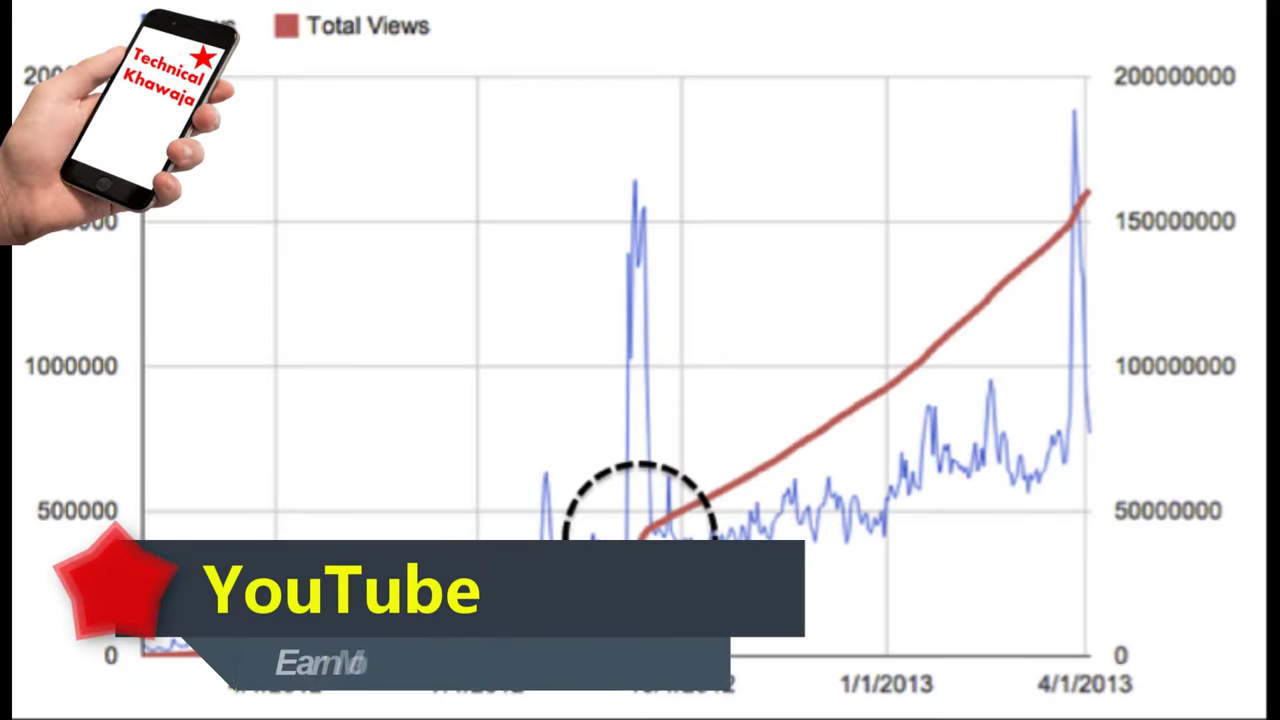 Total Views
Technical
Khawaja
200000000
150000000
1000000
100000000
500000
50000000
YouTube
0
0
1/1/2013
4/1/2013